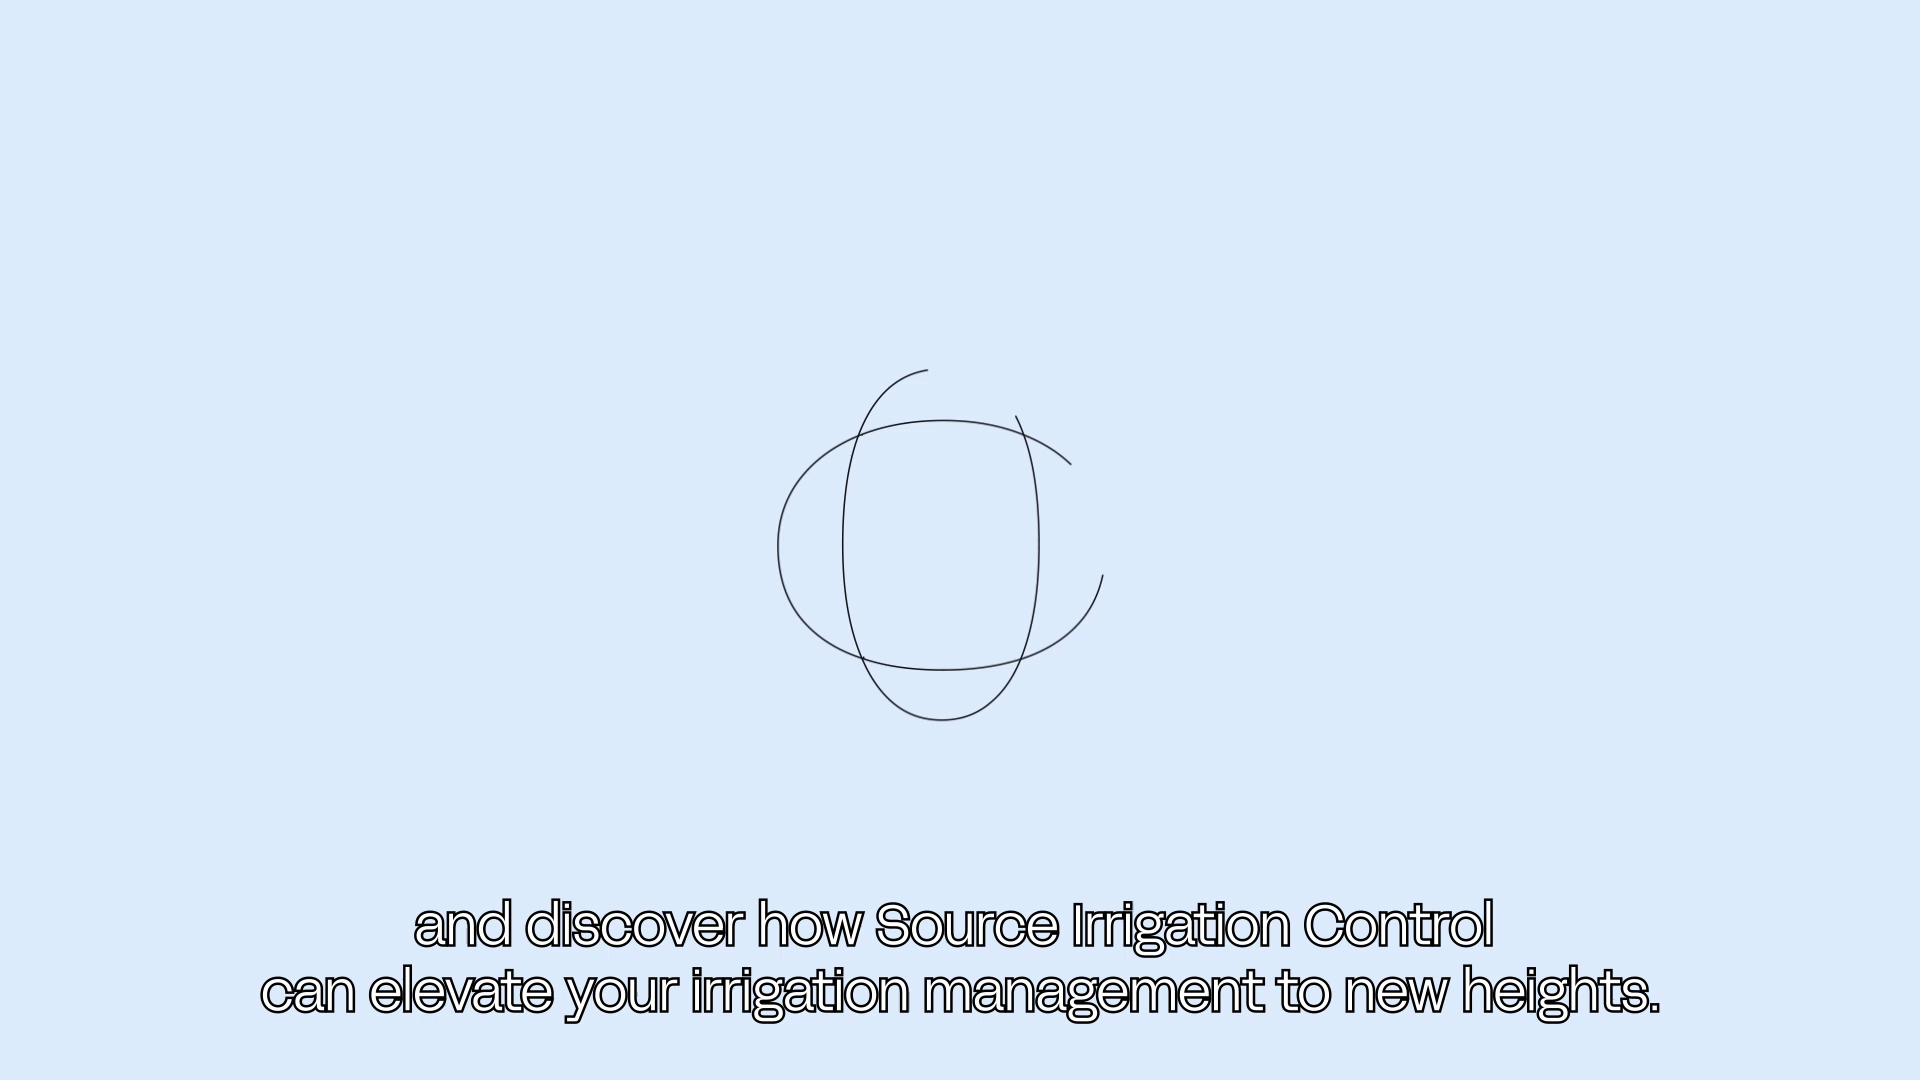 and discover how Source Irrigation Control
can elevate your irrigation management to new heights.